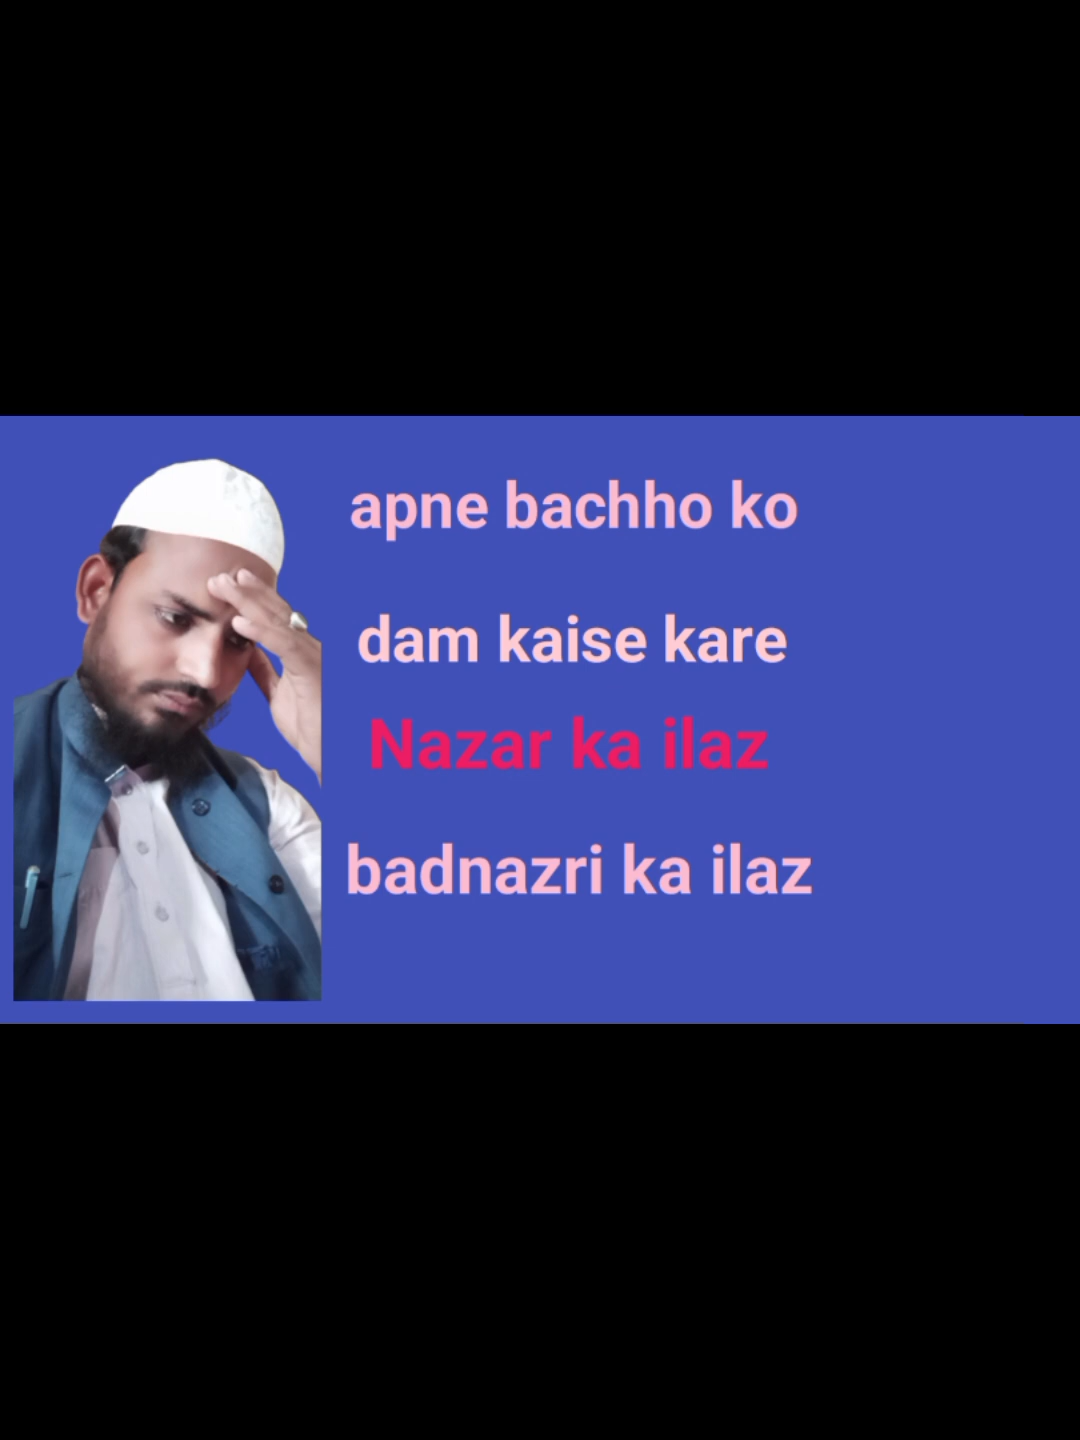 apne bachho ko
dam kaise kare
Nazar ka ilaz
badnazri ka ilaz